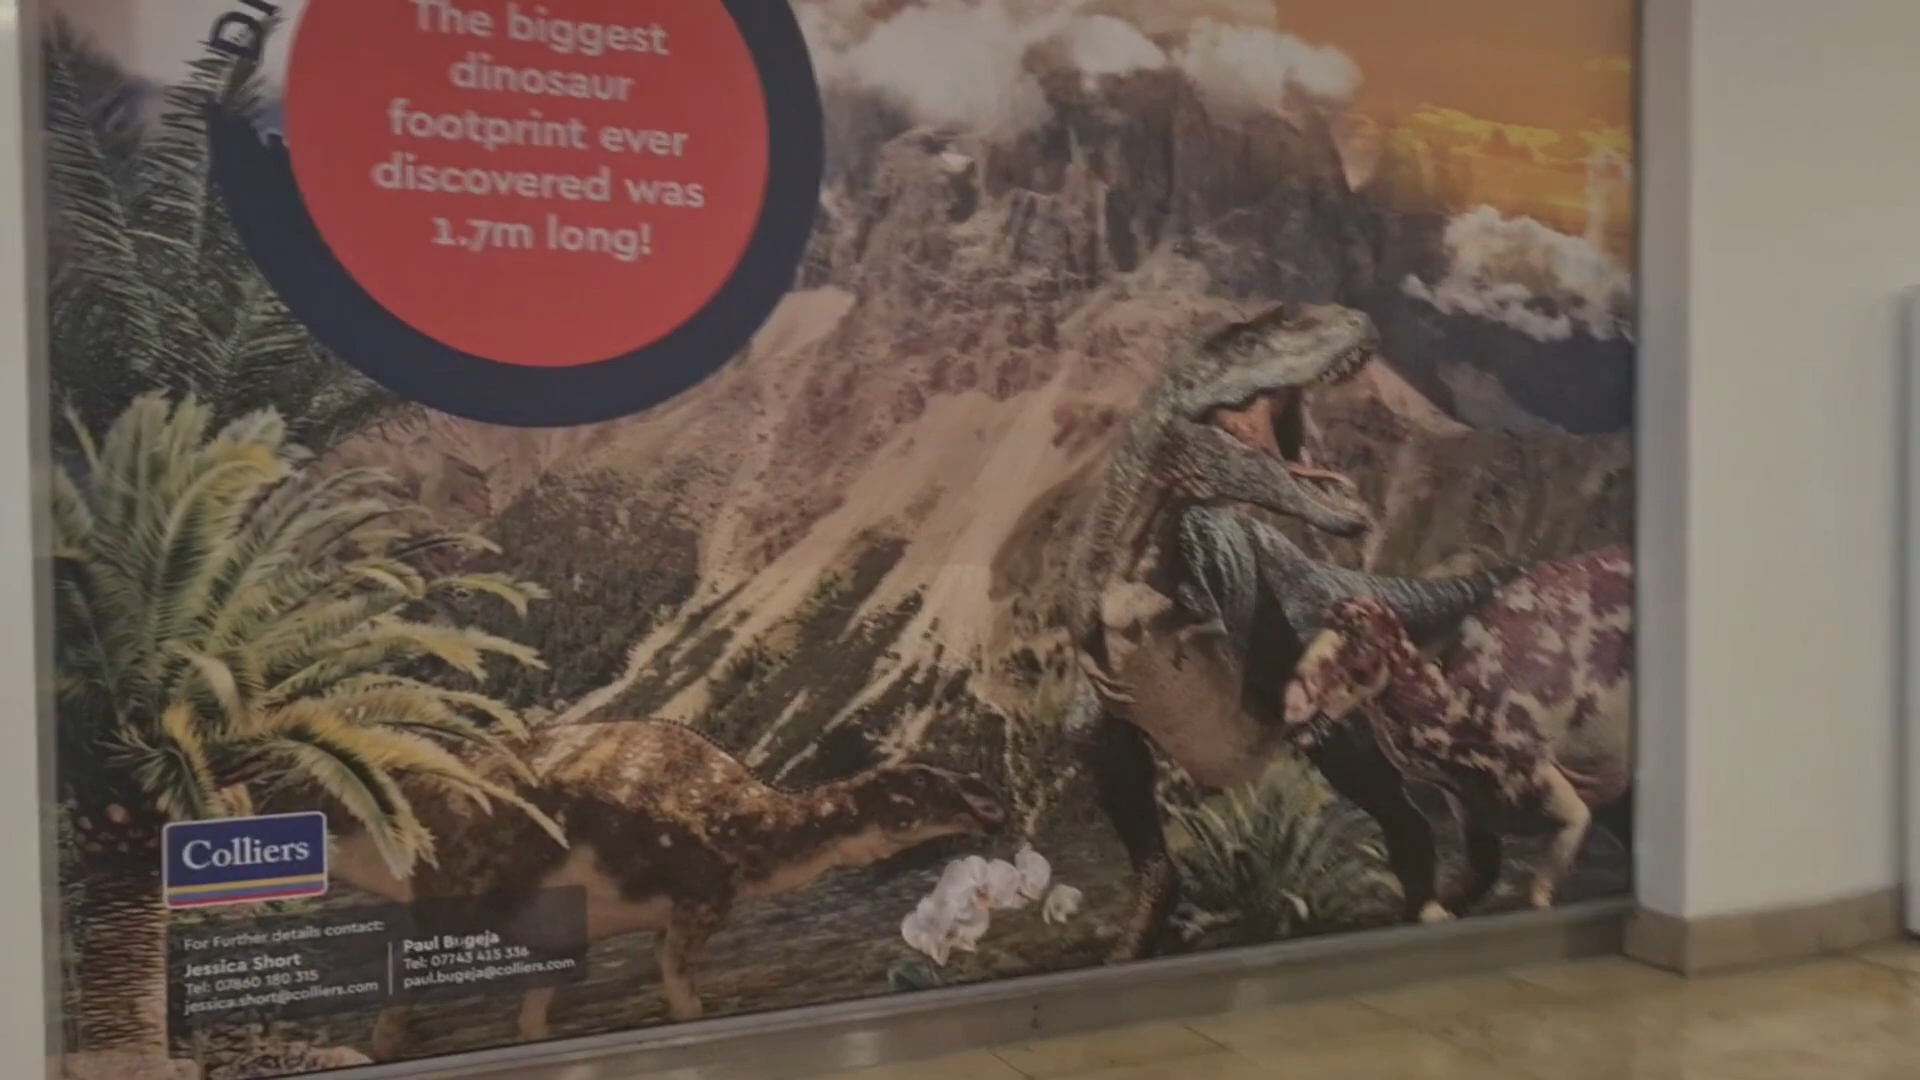 The biggest
dinosaur
footprint ever
discovered was
1.7m long!
Colliers
For Further details contact:
Jessica Short
Tel: 07860 180 315
jessica.short@colliers.com
Paul Bugeja
Tel: 07743 415 336
paul.bugeja@colliers.com